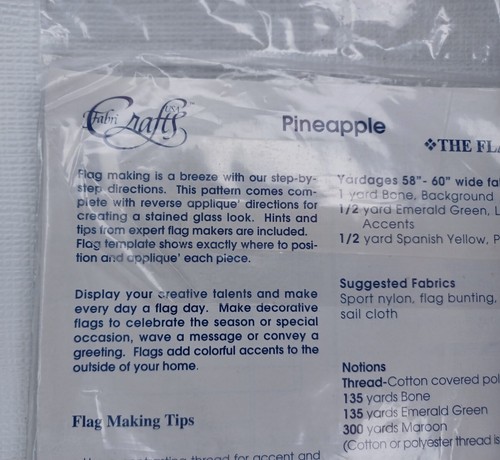 Fabri Crafts USA
Pineapple
❖THE FLA
Flag making is a breeze with our step-by-
step directions. This pattern comes com-
plete with reverse applique' directions for
creating a stained glass look. Hints and
tips from expert flag makers are included.
Flag template shows exactly where to posi-
tion and applique' each piece.
Display your creative talents and make
every day a flag day. Make decorative
flags to celebrate the season or special
occasion, wave a message or convey a
greeting. Flags add colorful accents to the
outside of your home.
Flag Making Tips
thread for accent and
Yardages 58"- 60" wide fa
1 yard Bone, Background
1/2 yard Emerald Green, L
Accents
1/2 yard Spanish Yellow, P
Suggested Fabrics
Sport nylon, flag bunting,
sail cloth
Notions
Thread-Cotton covered pol
135 yards Bone
135 yards Emerald Green
300 yards Maroon
(Cotton or polyester thread is